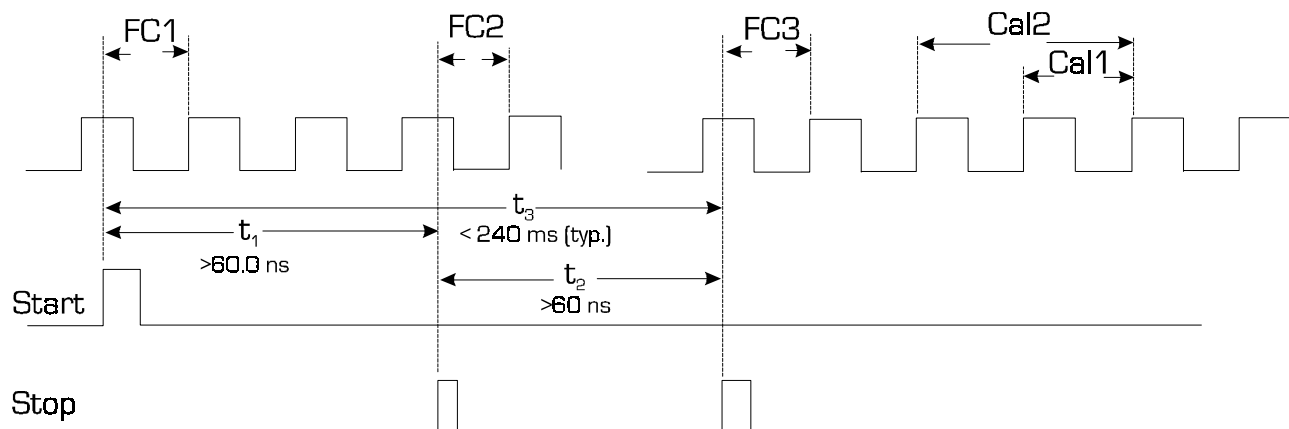 FC1
FC2
FC3
Cal2
Cal1
t₃
< 240 ms (typ.)
t₁
>60.0 ns
t₂
>60 ns
Start
Stop